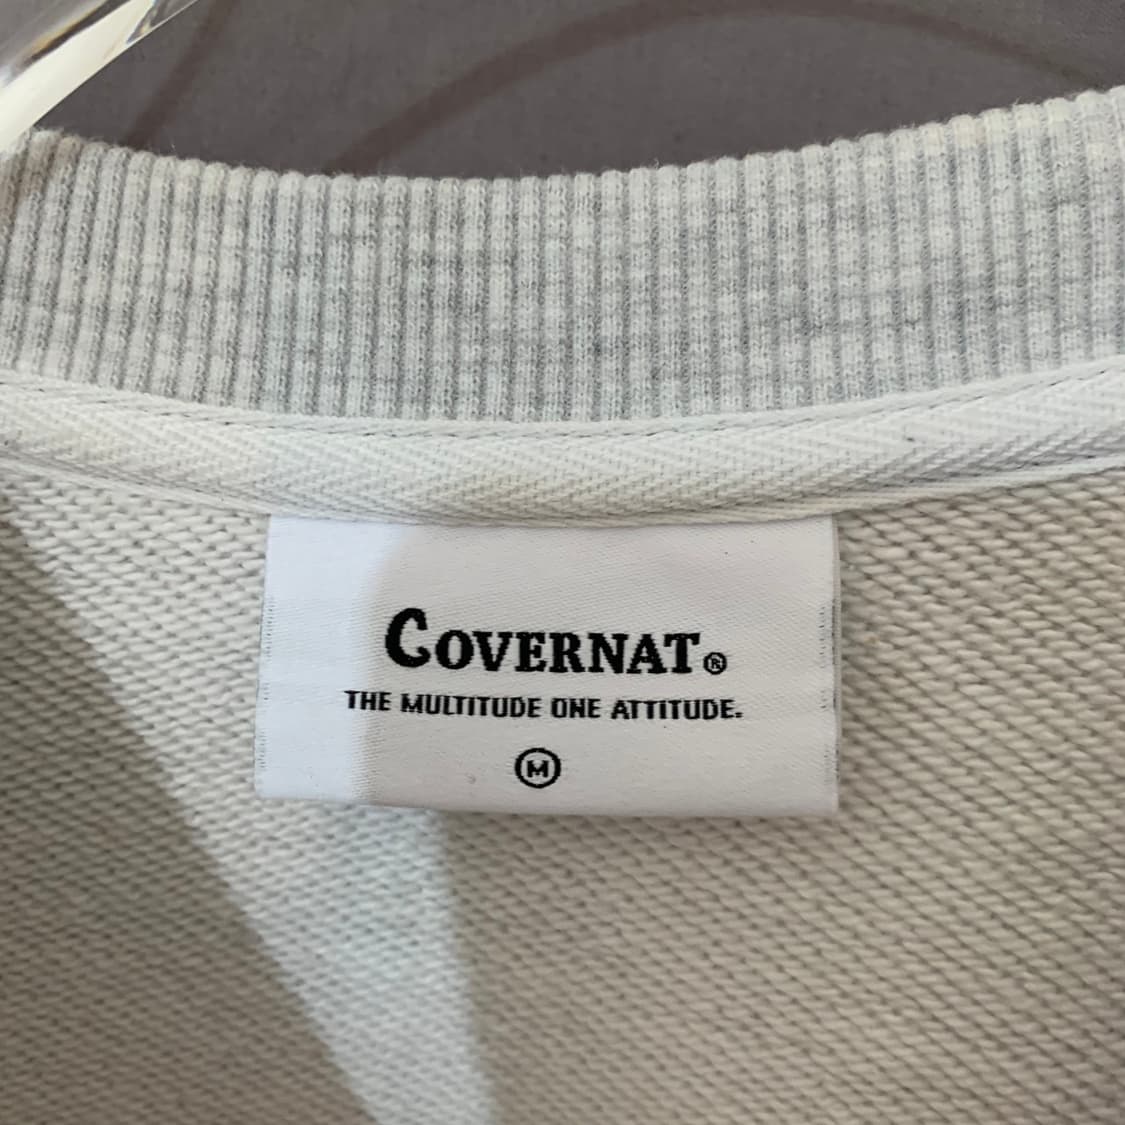 COVERNAT®
THE MULTITUDE ONE ATTITUDE.
M